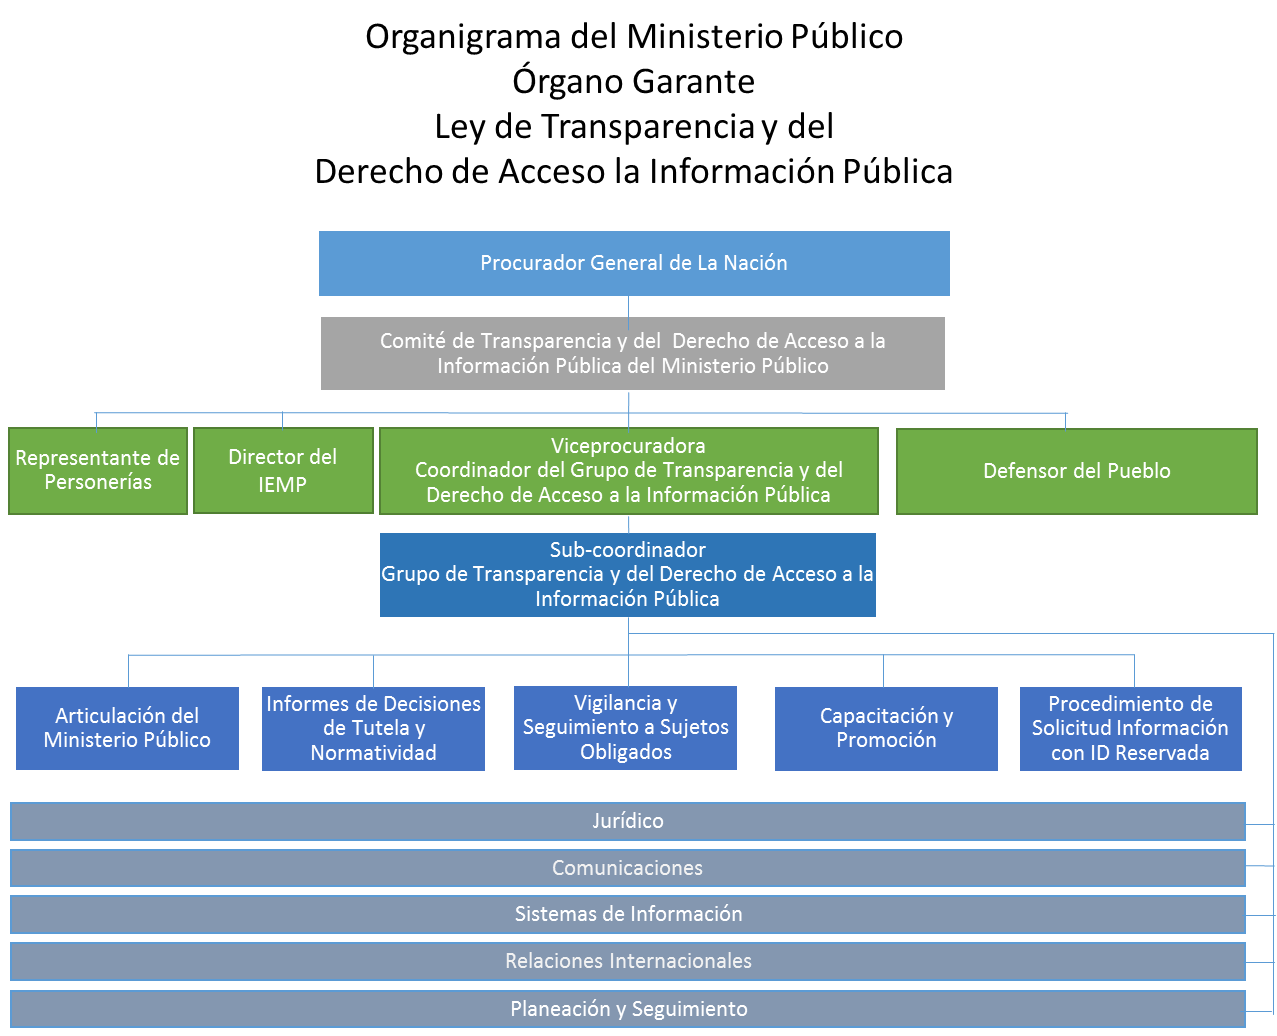 Organigrama del Ministerio Público
Órgano Garante
Ley de Transparencia y del
Derecho de Acceso la Información Pública
Procurador General de La Nación
Comité de Transparencia y del Derecho de Acceso a la
Información Pública del Ministerio Público
Representante de
Personerías
Director del
IEMP
Viceprocuradora
Coordinador del Grupo de Transparencia y del
Derecho de Acceso a la Información Pública
Defensor del Pueblo
Sub-coordinador
Grupo de Transparencia y del Derecho de Acceso a la
Información Pública
Articulación del
Ministerio Público
Informes de Decisiones
de Tutela y
Normatividad
Vigilancia y
Seguimiento a Sujetos
Obligados
Capacitación y
Promoción
Procedimiento de
Solicitud Información
con ID Reservada
Jurídico
Comunicaciones
Sistemas de Información
Relaciones Internacionales
Planeación y Seguimiento